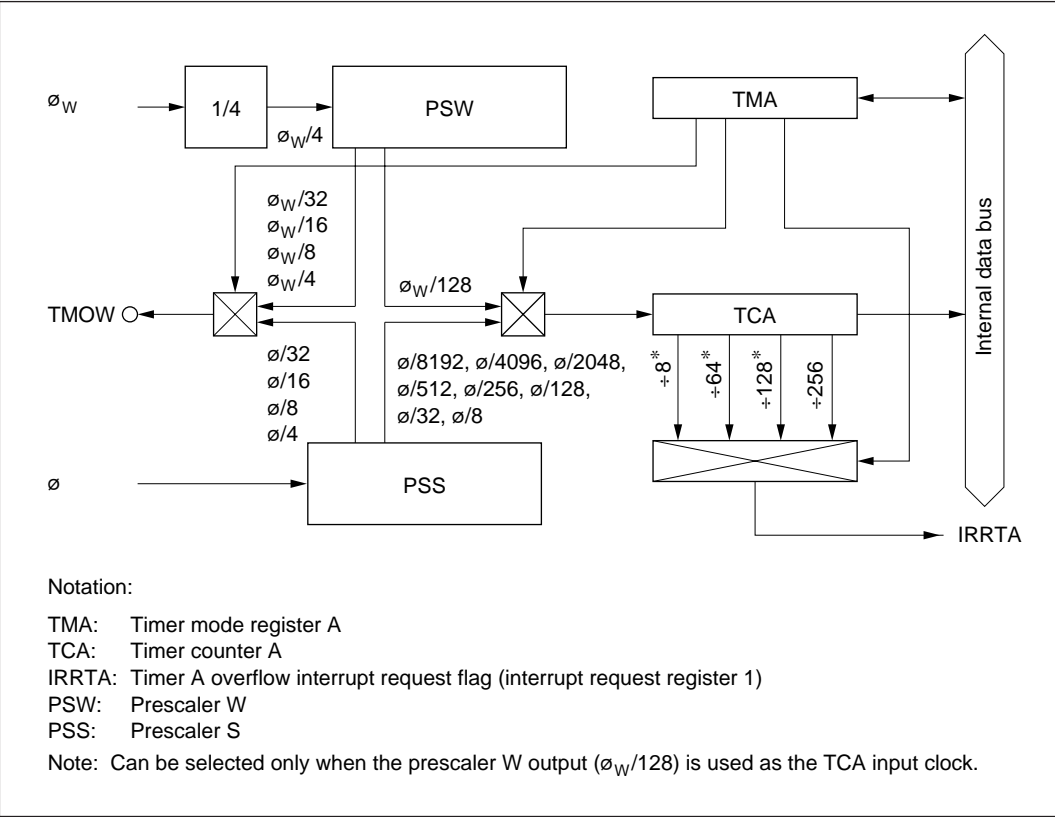 øW
1/4
øW/4
PSW
TMA
øW/32
øW/16
øW/8
øW/4
øW/128
TMOW
TCA
Internal data bus
ø/32
ø/16
ø/8
ø/4
ø/8192, ø/4096, ø/2048,
ø/512, ø/256, ø/128,
ø/32, ø/8
÷8*
÷64*
÷128*
÷256
ø
PSS
IRRTA
Notation:
TMA: Timer mode register A
TCA: Timer counter A
IRRTA: Timer A overflow interrupt request flag (interrupt request register 1)
PSW: Prescaler W
PSS: Prescaler S
Note: Can be selected only when the prescaler W output (øW/128) is used as the TCA input clock.